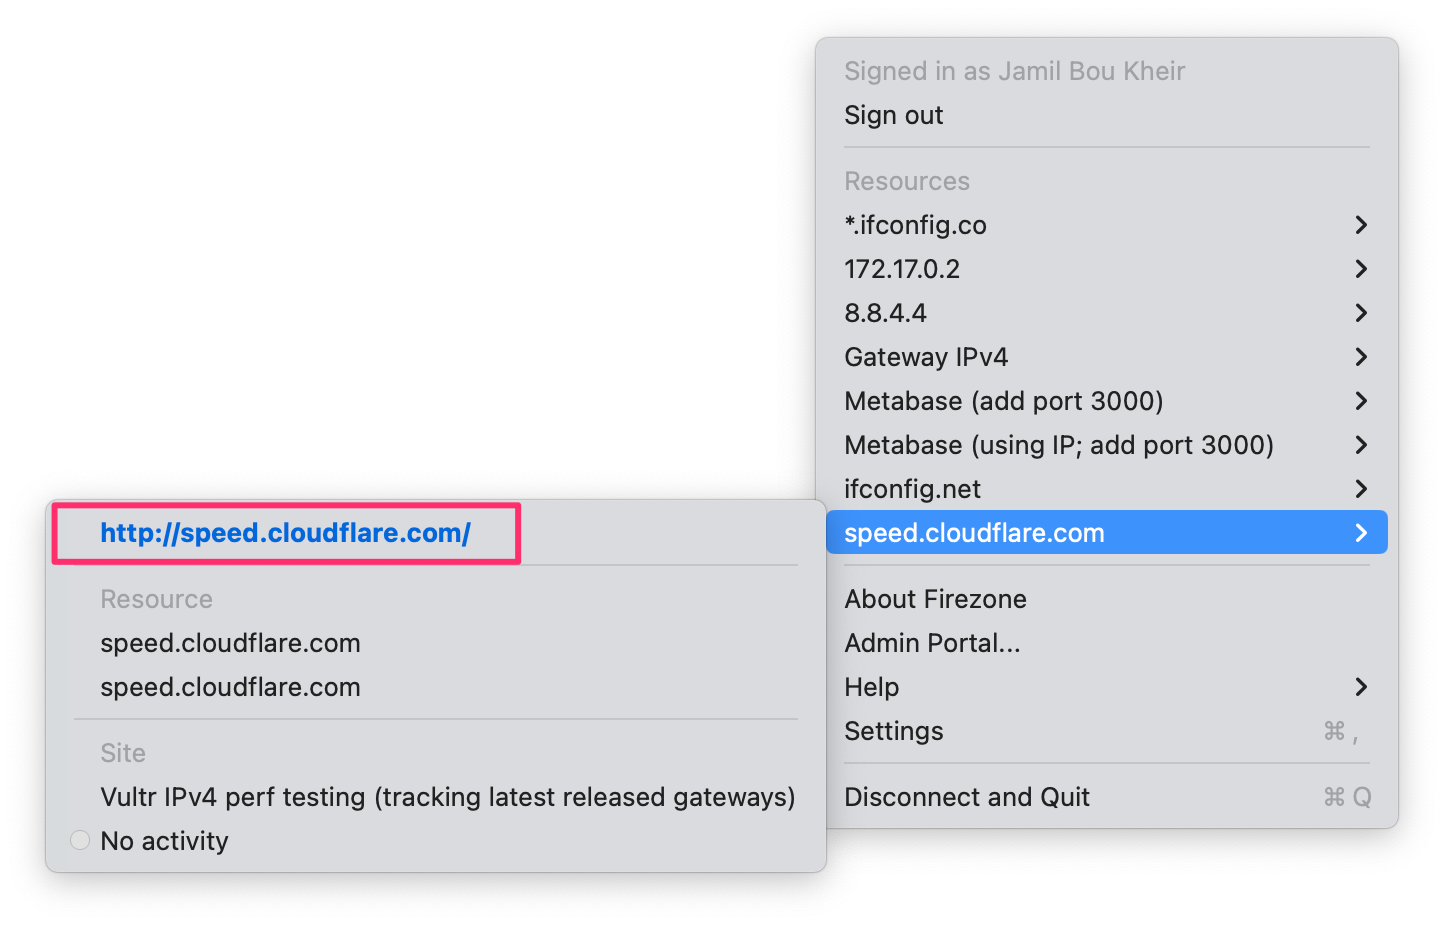 Signed in as Jamil Bou Kheir
Sign out
Resources
*.ifconfig.co
172.17.0.2
8.8.4.4
Gateway IPv4
Metabase (add port 3000)
Metabase (using IP; add port 3000)
ifconfig.net
speed.cloudflare.com
About Firezone
Admin Portal...
Help
Settings ⌘ ,
Disconnect and Quit ⌘ Q
http://speed.cloudflare.com/
Resource
speed.cloudflare.com
speed.cloudflare.com
Site
Vultr IPv4 perf testing (tracking latest released gateways)
No activity